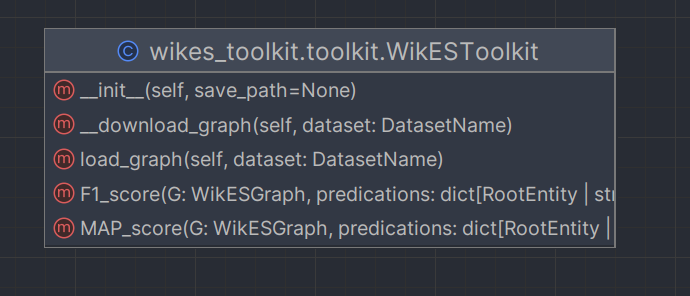 C wikes_toolkit.toolkit.WikESToolkit
m __init__(self, save_path=None)
m __download_graph(self, dataset: DatasetName)
m load_graph(self, dataset: DatasetName)
m F1_score(G: WikESGraph, predications: dict[RootEntity | str
m MAP_score(G: WikESGraph, predications: dict[RootEntity |